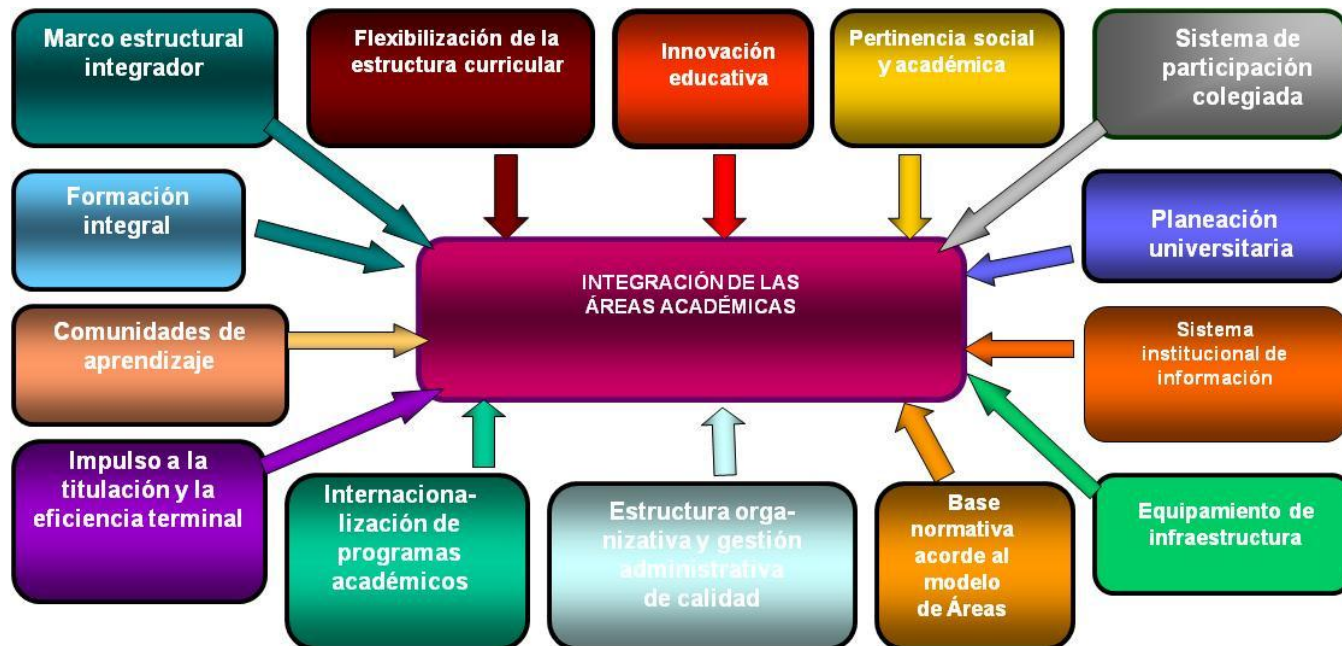 Marco estructural
integrador
Flexibilización de la
estructura curricular
Innovación
educativa
Pertinencia social
y académica
Sistema de
participación
colegiada
Formación
integral
Planeación
universitaria
INTEGRACIÓN DE LAS
ÁREAS ACADÉMICAS
Comunidades de
aprendizaje
Sistema
institucional de
información
Impulso a la
titulación y la
eficiencia terminal
Internaciona-
lización de
programas
académicos
Estructura orga-
nizativa y gestión
administrativa
de calidad
Base
normativa
acorde al
modelo
de Áreas
Equipamiento de
infraestructura